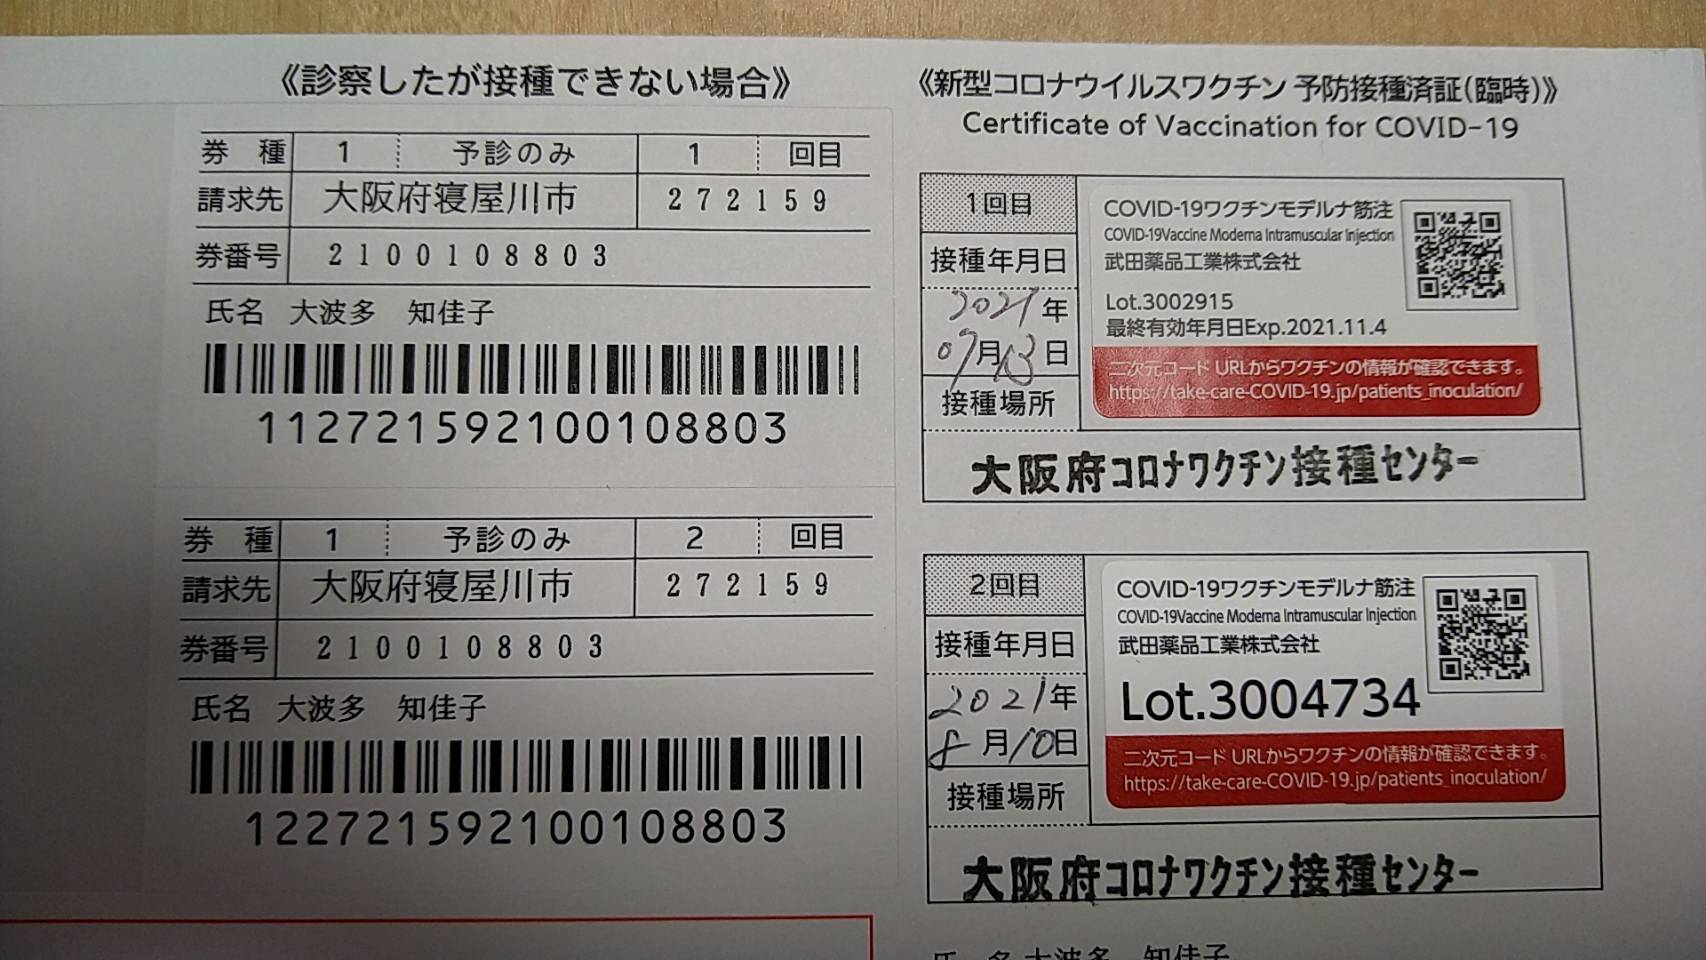 《診察したが接種できない場合》
券 種 1 予診のみ 1 回目
請求先 大阪府寝屋川市 272159
券番号 2100108803
氏名 大波多 知佳子
112721592100108803
券 種 1 予診のみ 2 回目
請求先 大阪府寝屋川市 272159
券番号 2100108803
氏名 大波多 知佳子
122721592100108803
《新型コロナウイルスワクチン 予防接種済証(臨時)》
Certificate of Vaccination for COVID-19
1回目
接種年月日
2021年
07月13日
接種場所
COVID-19ワクチンモデルナ筋注
COVID-19Vaccine Moderna Intramuscular Injection
武田薬品工業株式会社
Lot.3002915
最終有効年月日Exp.2021.11.4
二次元コード URLからワクチンの情報が確認できます。
https://take-care-COVID-19.jp/patients_inoculation/
大阪府コロナワクチン接種センター
2回目
接種年月日
2021年
8月10日
接種場所
COVID-19ワクチンモデルナ筋注
COVID-19Vaccine Moderna Intramuscular Injection
武田薬品工業株式会社
Lot.3004734
二次元コード URLからワクチンの情報が確認できます。
https://take-care-COVID-19.jp/patients_inoculation/
大阪府コロナワクチン接種センター
氏 名 大波多 知佳子